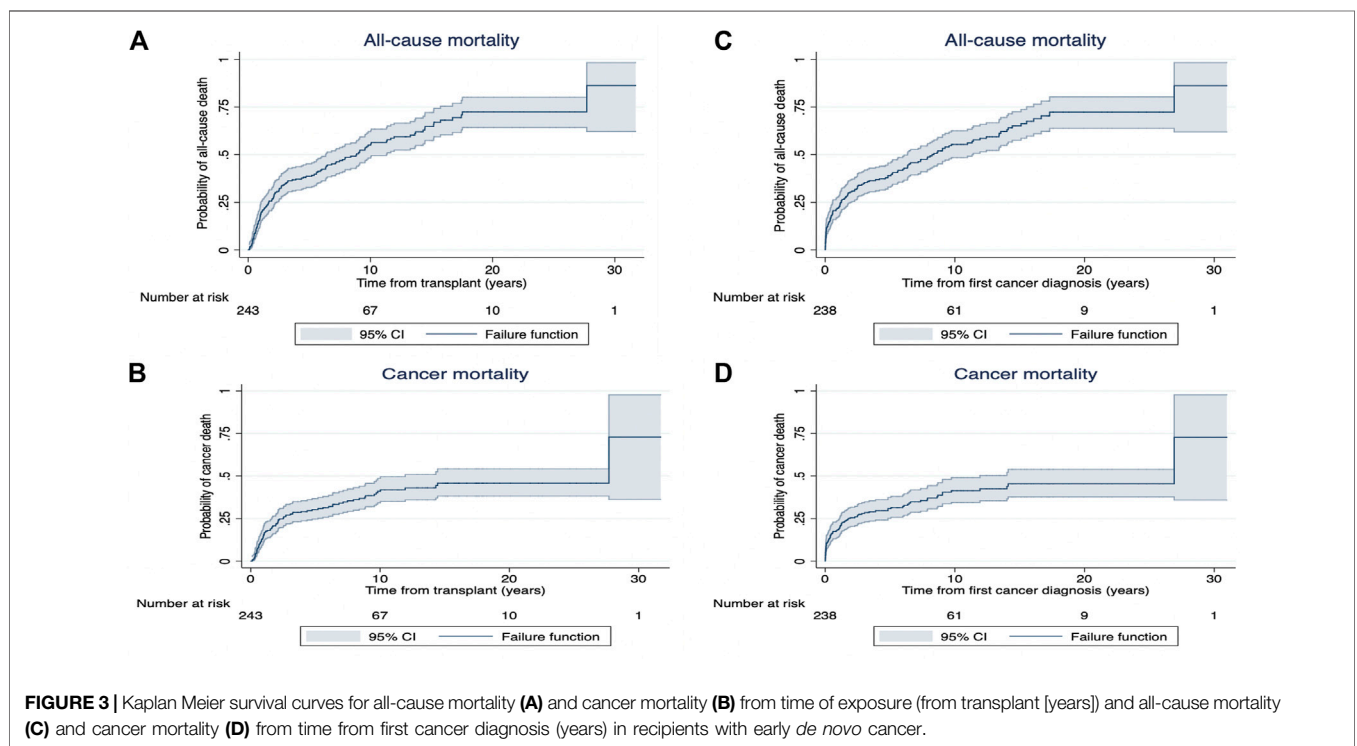 A
All-cause mortality
Probability of all-cause death
1
.75
.5
.25
0
0 10 20 30
Time from transplant (years)
Number at risk
243 67 10 1
95% CI Failure function
B
Cancer mortality
Probability of cancer death
1
.75
.5
.25
0
0 10 20 30
Time from transplant (years)
Number at risk
243 67 10 1
95% CI Failure function
C
All-cause mortality
Probability of all-cause death
1
.75
.5
.25
0
0 10 20 30
Time from first cancer diagnosis (years)
Number at risk
238 61 9 1
95% CI Failure function
D
Cancer mortality
Probability of cancer death
1
.75
.5
.25
0
0 10 20 30
Time from first cancer diagnosis (years)
Number at risk
238 61 9 1
95% CI Failure function
FIGURE 3 | Kaplan Meier survival curves for all-cause mortality (A) and cancer mortality (B) from time of exposure (from transplant [years]) and all-cause mortality
(C) and cancer mortality (D) from time from first cancer diagnosis (years) in recipients with early de novo cancer.